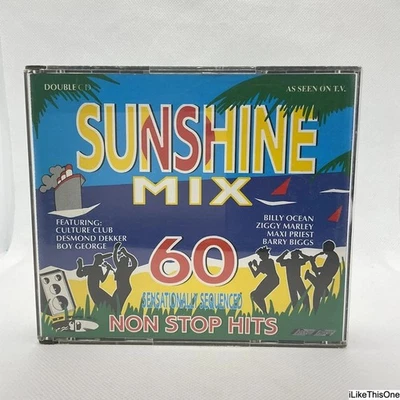 DOUBLE CD
AS SEEN ON T.V.
SUNSHINE
MIX
FEATURING:
CULTURE CLUB
DESMOND DEKKER
BOY GEORGE
BILLY OCEAN
ZIGGY MARLEY
MAXI PRIEST
BARRY BIGGS
60
SENSATIONALLY SEQUENCED
NON STOP HITS
iLikeThisOne